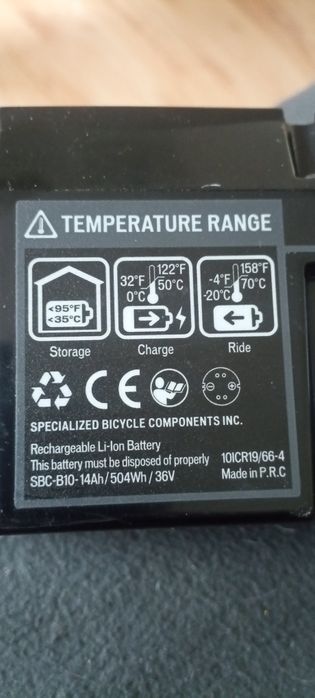 TEMPERATURE RANGE
<95°F
<35°C
32°F 122°F
0°C 50°C
-4°F 158°F
-20°C 70°C
Storage Charge Ride
CE
SPECIALIZED BICYCLE COMPONENTS INC.
Rechargeable Li-Ion Battery
This battery must be disposed of properly 10ICR19/66-4
SBC-B10-14Ah/504Wh/36V Made in P.R.C